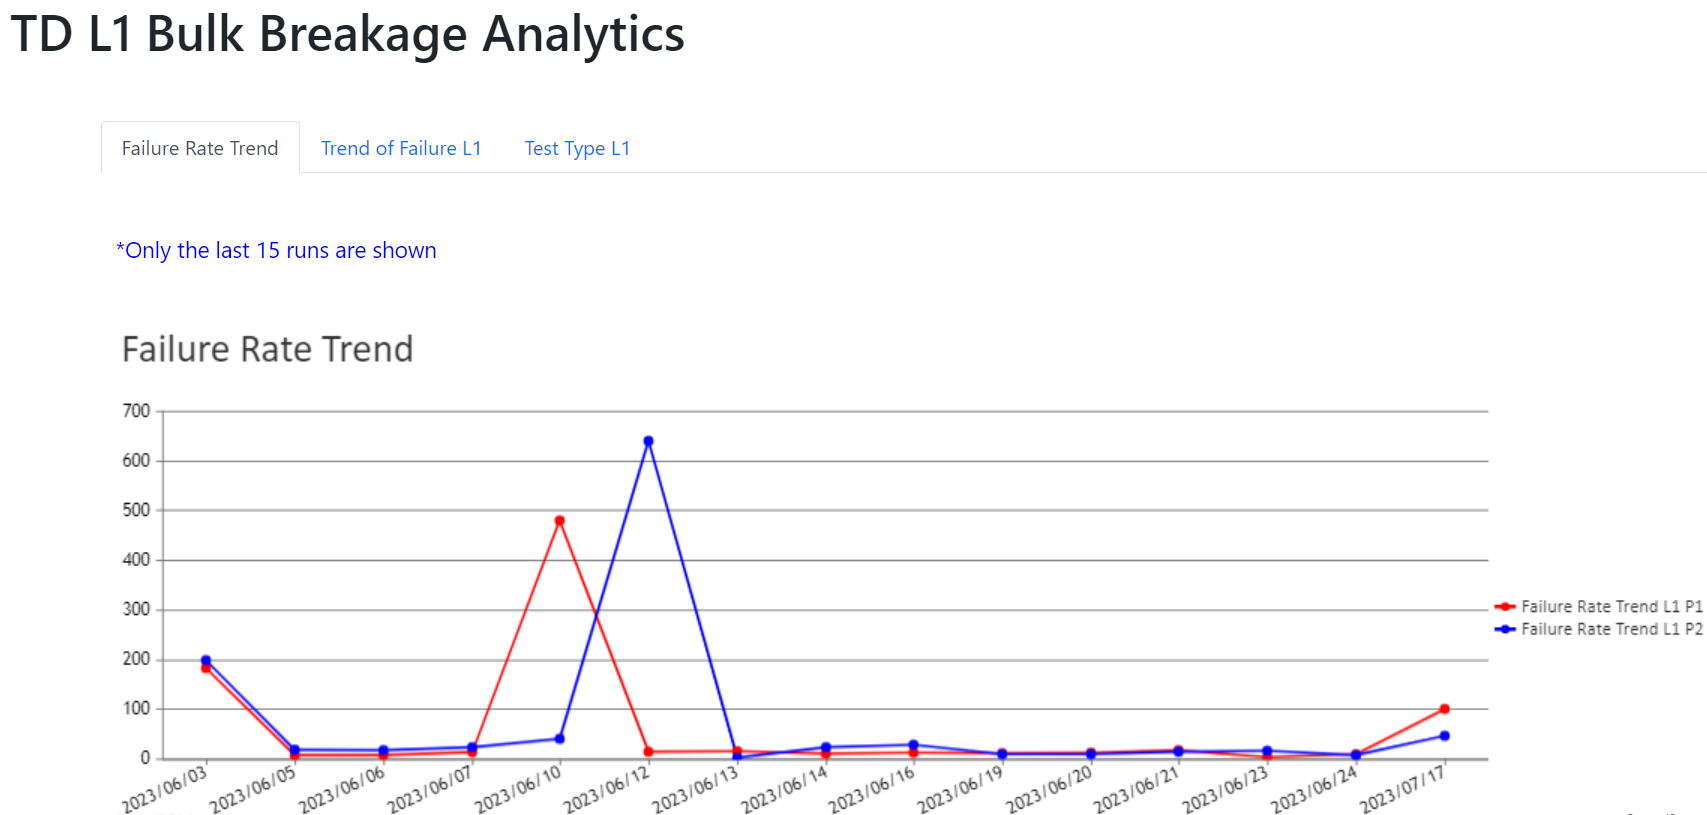 TD L1 Bulk Breakage Analytics
Failure Rate Trend
Trend of Failure L1
Test Type L1
*Only the last 15 runs are shown
Failure Rate Trend
700
600
500
400
300
200
100
0
2023/06/03
2023/06/05
2023/06/06
2023/06/07
2023/06/10
2023/06/12
2023/06/13
2023/06/14
2023/06/16
2023/06/19
2023/06/20
2023/06/21
2023/06/23
2023/06/24
2023/07/17
Failure Rate Trend L1 P1
Failure Rate Trend L1 P2